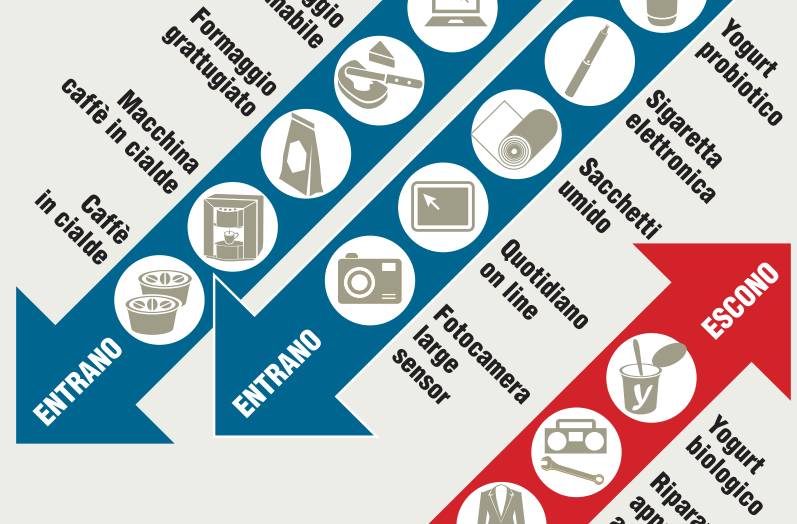 Formaggio
grattugiato
Macchina
caffè in cialde
Caffè
in cialde
ENTRANO
Yogurt
probiotico
Sigaretta
elettronica
Sacchetti
umido
Quotidiano
on line
Fotocamera
large
sensor
ENTRANO
ESCONO
Yogurt
biologico
y